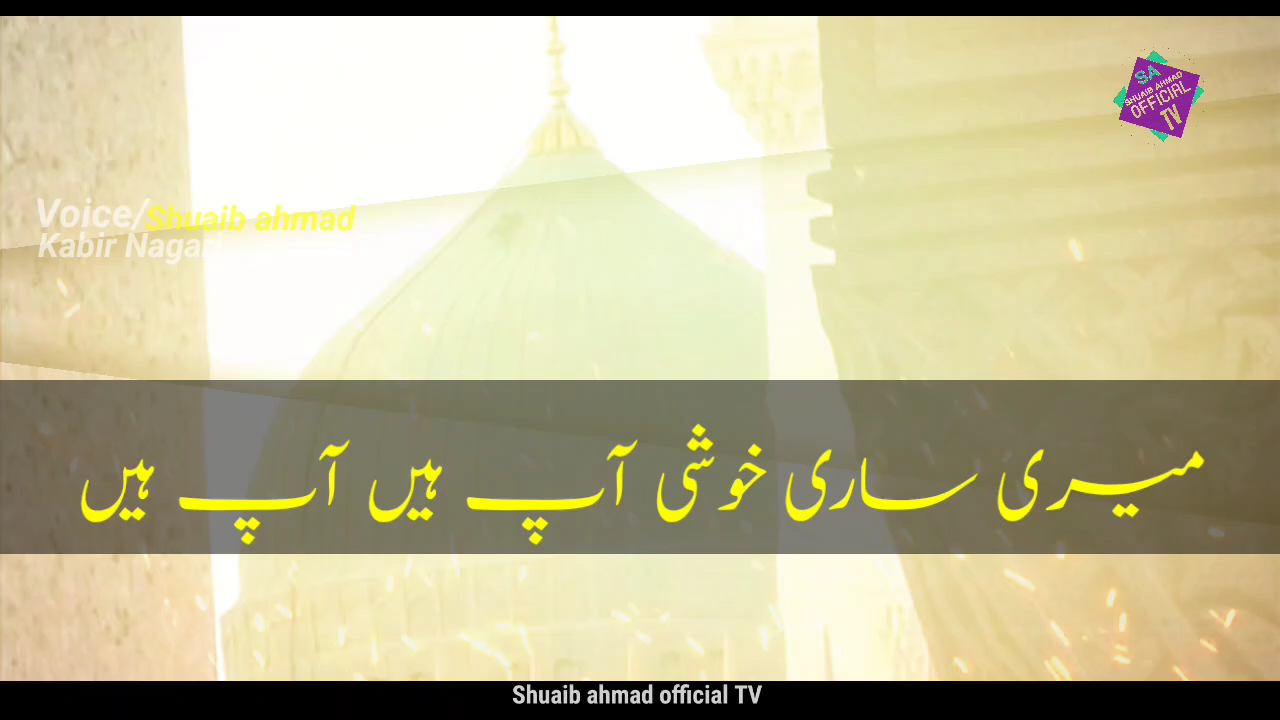 SA
SHUAIB AHMAD
OFFICIAL
TV
Voice/Shuaib ahmad
Kabir Nagari
میری ساری خوشی آپ ہیں آپ ہیں
Shuaib ahmad official TV